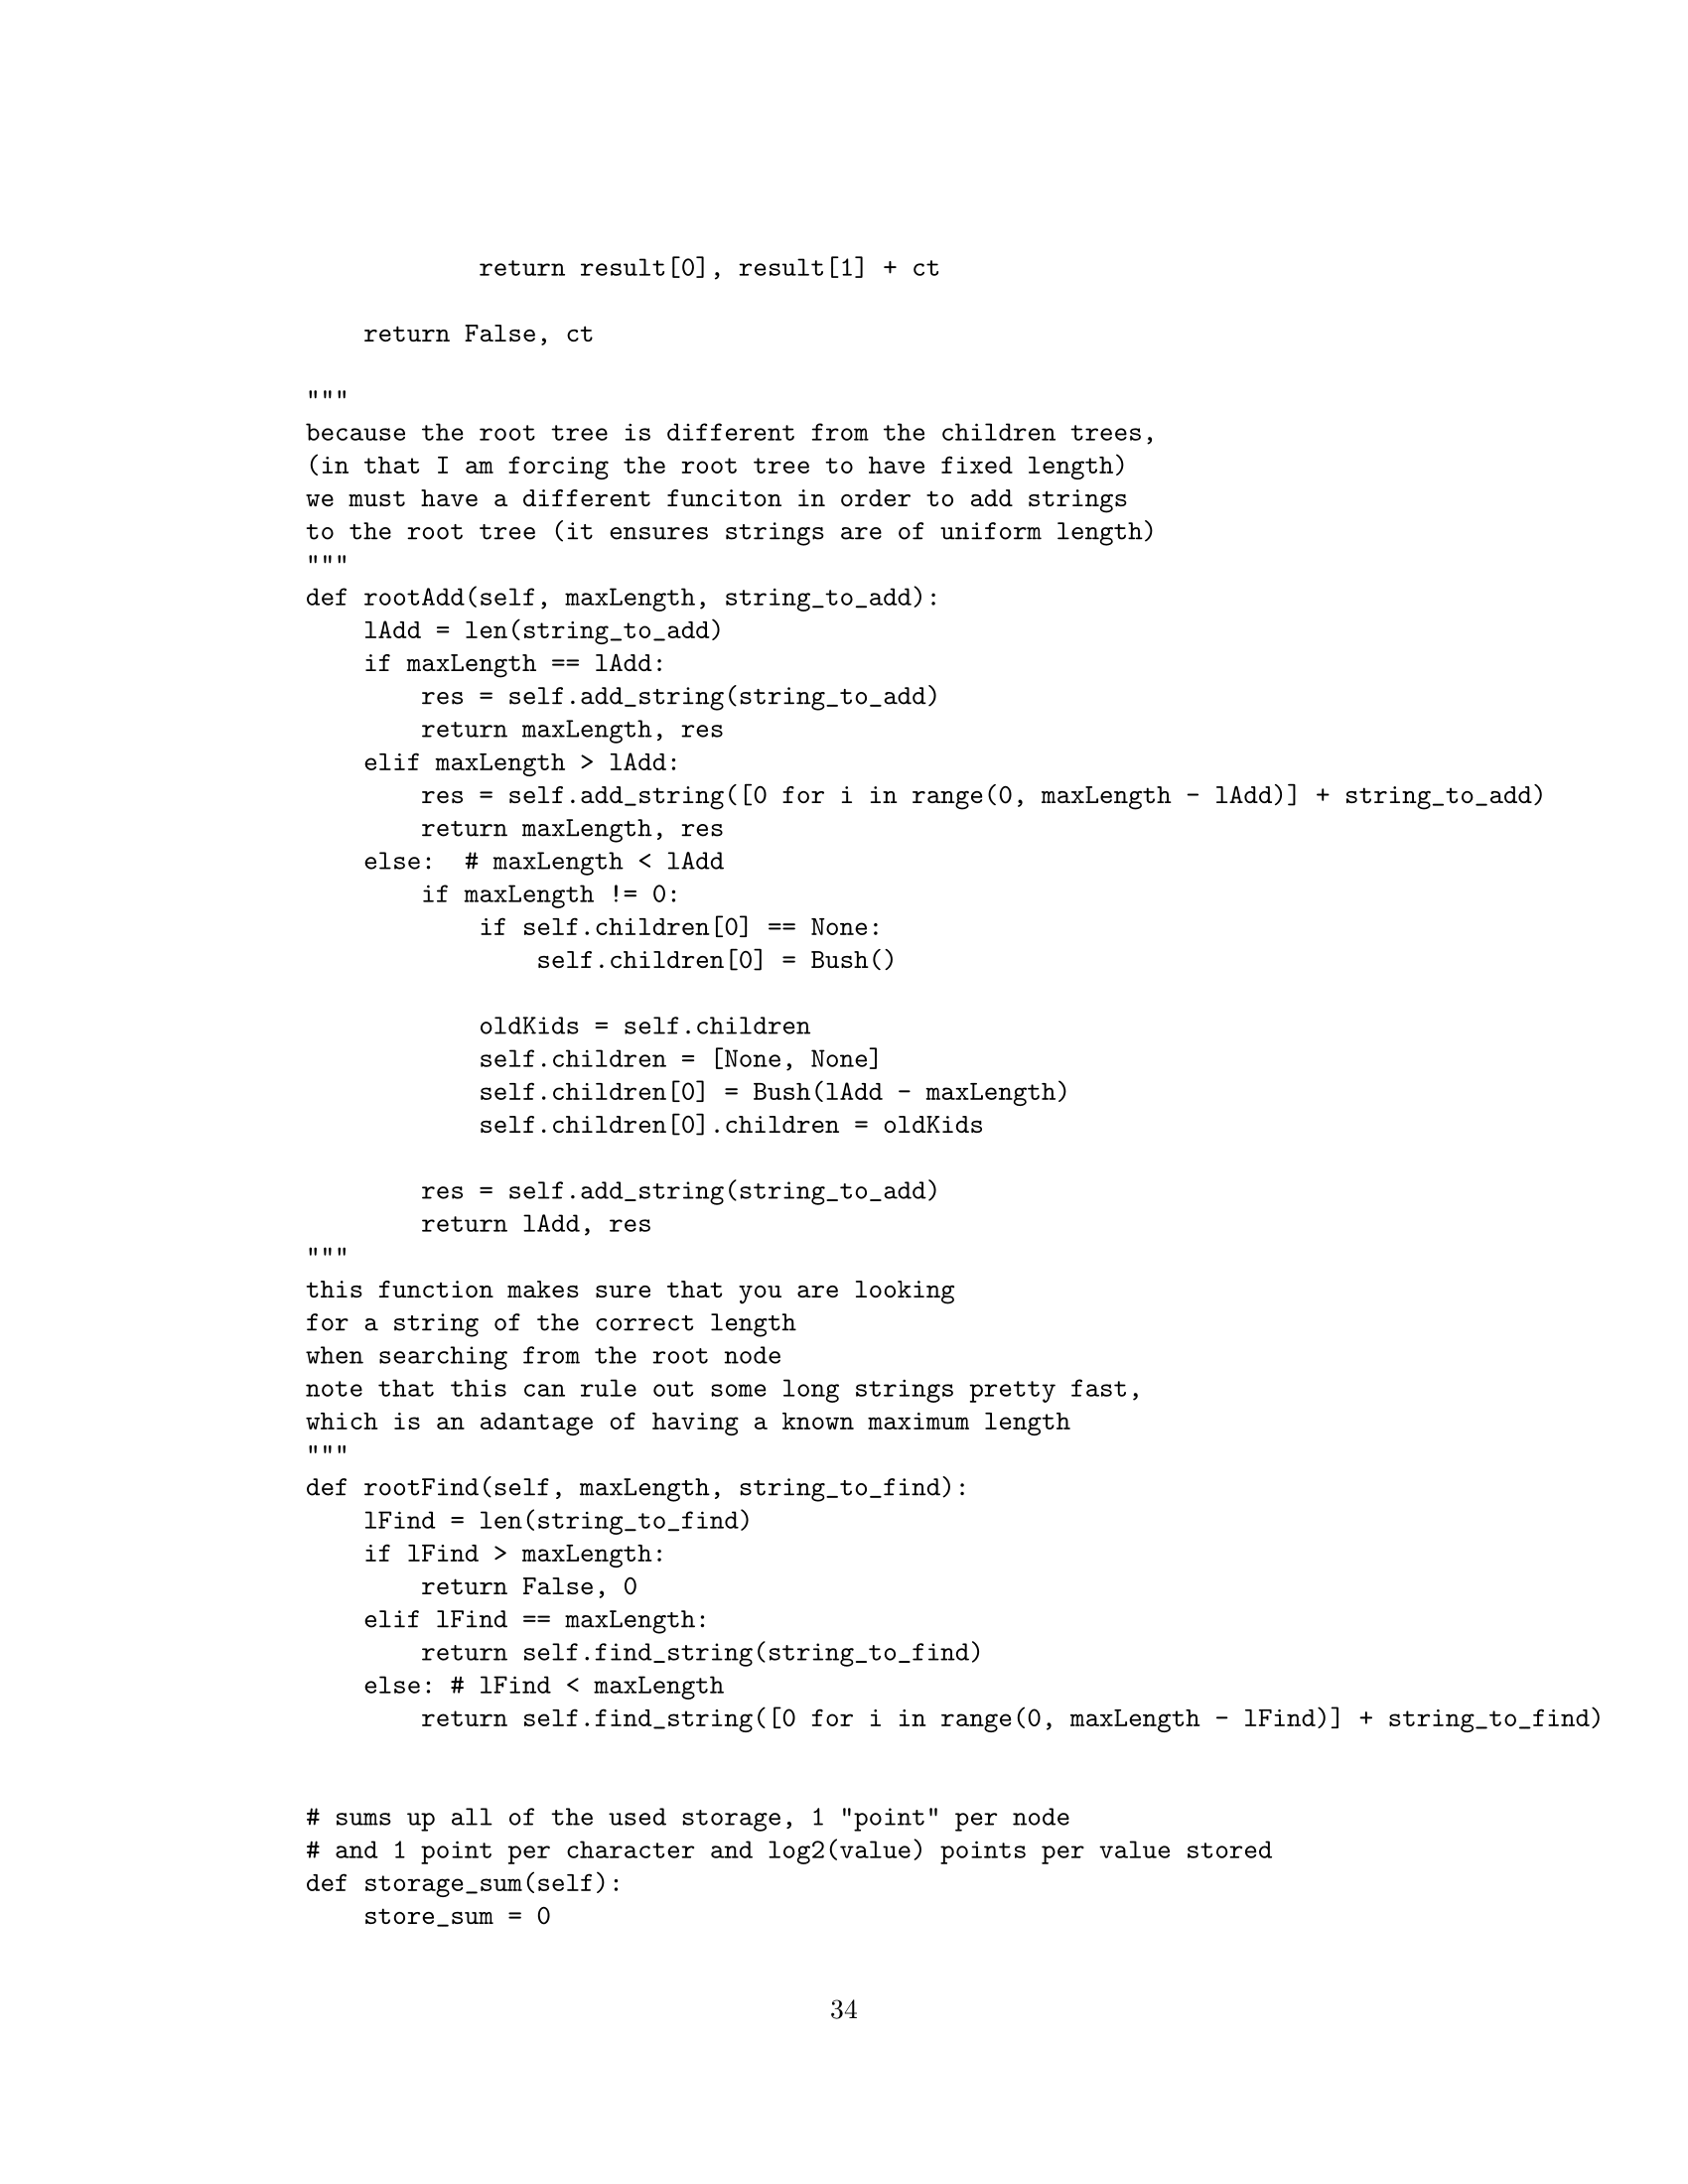 return result[0], result[1] + ct

    return False, ct

"""
because the root tree is different from the children trees,
(in that I am forcing the root tree to have fixed length)
we must have a different funciton in order to add strings
to the root tree (it ensures strings are of uniform length)
"""
def rootAdd(self, maxLength, string_to_add):
    lAdd = len(string_to_add)
    if maxLength == lAdd:
        res = self.add_string(string_to_add)
        return maxLength, res
    elif maxLength > lAdd:
        res = self.add_string([0 for i in range(0, maxLength - lAdd)] + string_to_add)
        return maxLength, res
    else:  # maxLength < lAdd
        if maxLength != 0:
            if self.children[0] == None:
                self.children[0] = Bush()

            oldKids = self.children
            self.children = [None, None]
            self.children[0] = Bush(lAdd - maxLength)
            self.children[0].children = oldKids

        res = self.add_string(string_to_add)
        return lAdd, res
"""
this function makes sure that you are looking
for a string of the correct length
when searching from the root node
note that this can rule out some long strings pretty fast,
which is an adantage of having a known maximum length
"""
def rootFind(self, maxLength, string_to_find):
    lFind = len(string_to_find)
    if lFind > maxLength:
        return False, 0
    elif lFind == maxLength:
        return self.find_string(string_to_find)
    else: # lFind < maxLength
        return self.find_string([0 for i in range(0, maxLength - lFind)] + string_to_find)


# sums up all of the used storage, 1 "point" per node
# and 1 point per character and log2(value) points per value stored
def storage_sum(self):
    store_sum = 0

34